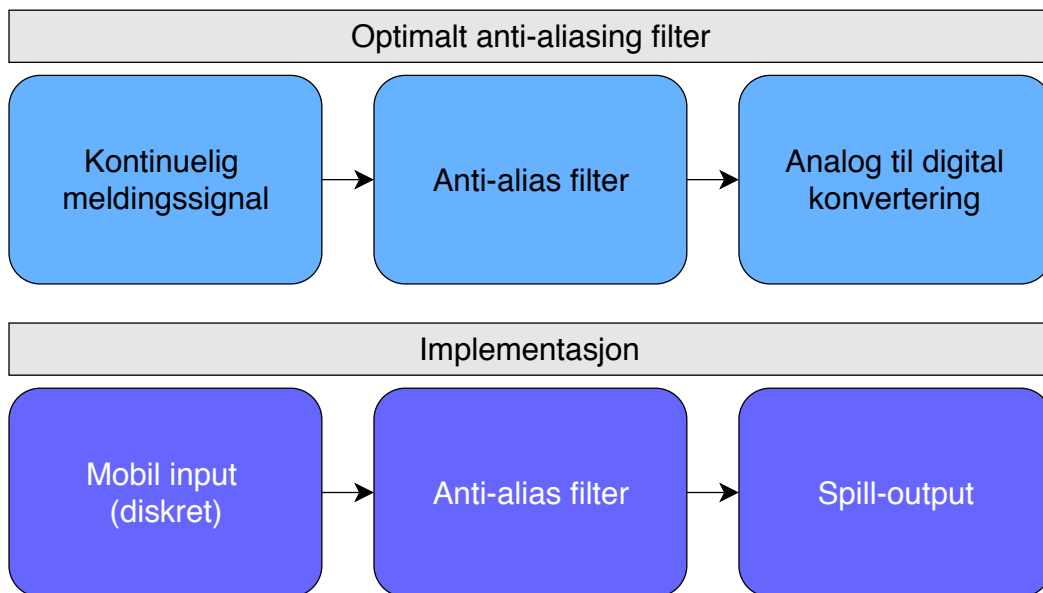 Optimalt anti-aliasing filter
Kontinuelig
meldingssignal
Anti-alias filter
Analog til digital
konvertering
Implementasjon
Mobil input
(diskret)
Anti-alias filter
Spill-output